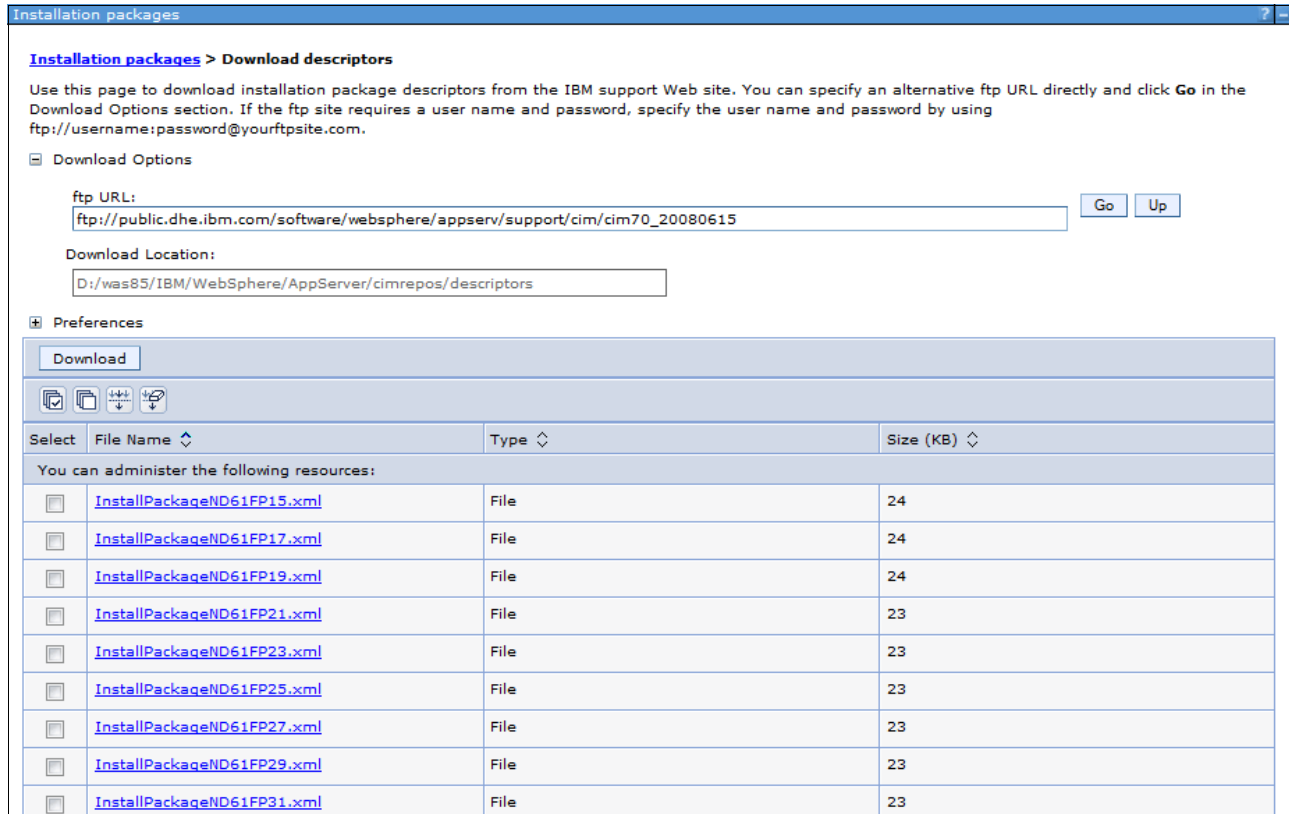 Installation packages ? –
Installation packages > Download descriptors
Use this page to download installation package descriptors from the IBM support Web site. You can specify an alternative ftp URL directly and click Go in the
Download Options section. If the ftp site requires a user name and password, specify the user name and password by using
ftp://username:password@yourftpsite.com.
Download Options
ftp URL:
ftp://public.dhe.ibm.com/software/websphere/appserv/support/cim/cim70_20080615 Go Up
Download Location:
D:/was85/IBM/WebSphere/AppServer/cimrepos/descriptors
Preferences
Download
Select File Name Type Size (KB)
You can administer the following resources:
InstallPackageND61FP15.xml File 24
InstallPackageND61FP17.xml File 24
InstallPackageND61FP19.xml File 24
InstallPackageND61FP21.xml File 23
InstallPackageND61FP23.xml File 23
InstallPackageND61FP25.xml File 23
InstallPackageND61FP27.xml File 23
InstallPackageND61FP29.xml File 23
InstallPackageND61FP31.xml File 23